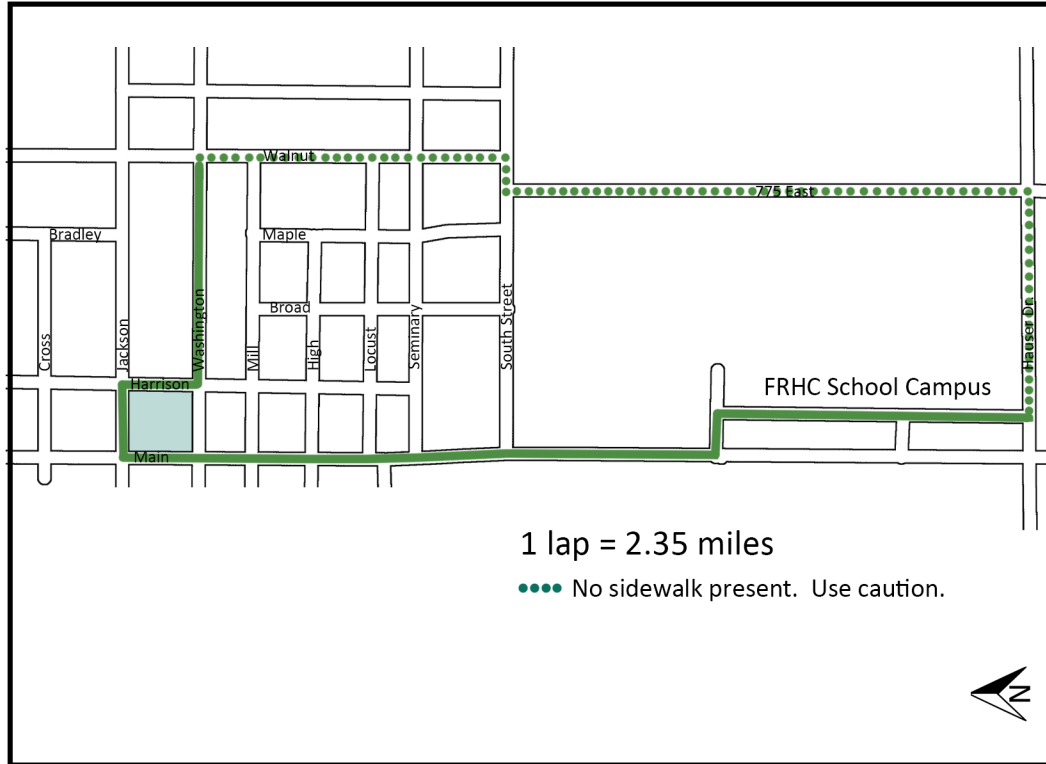 Walnut
775 East
Bradley
Maple
Broad
Cross
Jackson
Washington
Mill
High
Locust
Seminary
South Street
Hauser Dr.
Harrison
FRHC School Campus
Main
1 lap = 2.35 miles
No sidewalk present.  Use caution.
N